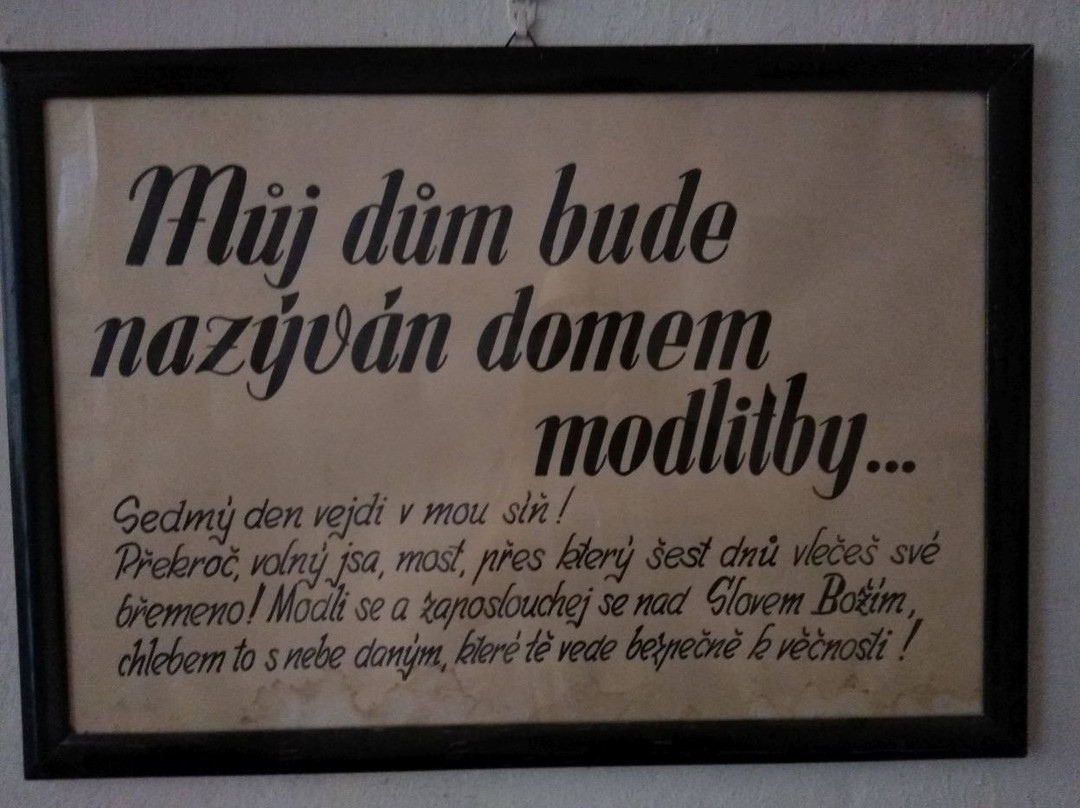 Můj dům bude
nazýván domem
modlitby...
Sedmý den vejdi v mou síň!
Překroč, volný jsa, most, přes který šest dnů vlečeš své
břemeno! Modli se a zaposlouchej se nad Slovem Božím,
chlebem to s nebe daným, které tě vede bezpečně k věčnosti!